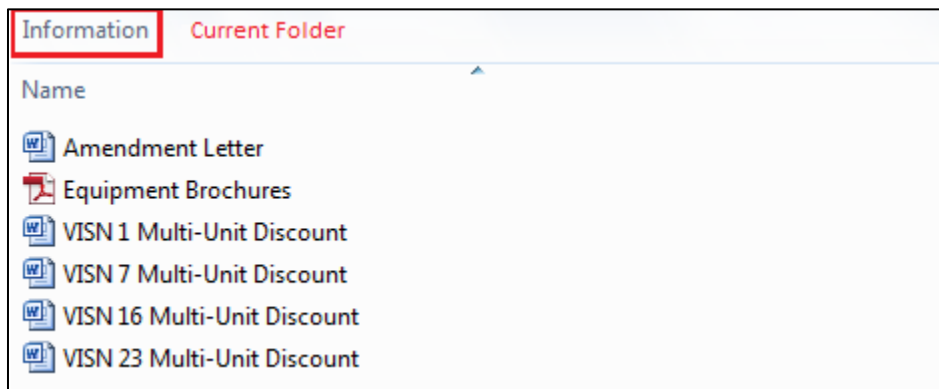 Information Current Folder
Name
Amendment Letter
Equipment Brochures
VISN 1 Multi-Unit Discount
VISN 7 Multi-Unit Discount
VISN 16 Multi-Unit Discount
VISN 23 Multi-Unit Discount